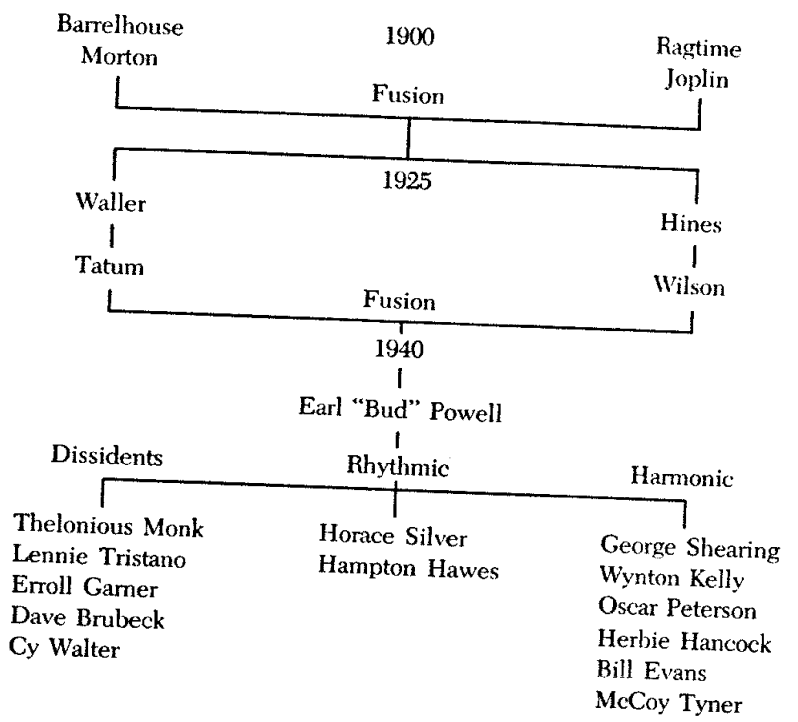 Barrelhouse
Morton
1900
Ragtime
Joplin
Fusion
1925
Waller
Hines
Tatum
Wilson
Fusion
1940
Earl “Bud” Powell
Dissidents
Rhythmic
Harmonic
Thelonious Monk
Lennie Tristano
Erroll Garner
Dave Brubeck
Cy Walter
Horace Silver
Hampton Hawes
George Shearing
Wynton Kelly
Oscar Peterson
Herbie Hancock
Bill Evans
McCoy Tyner